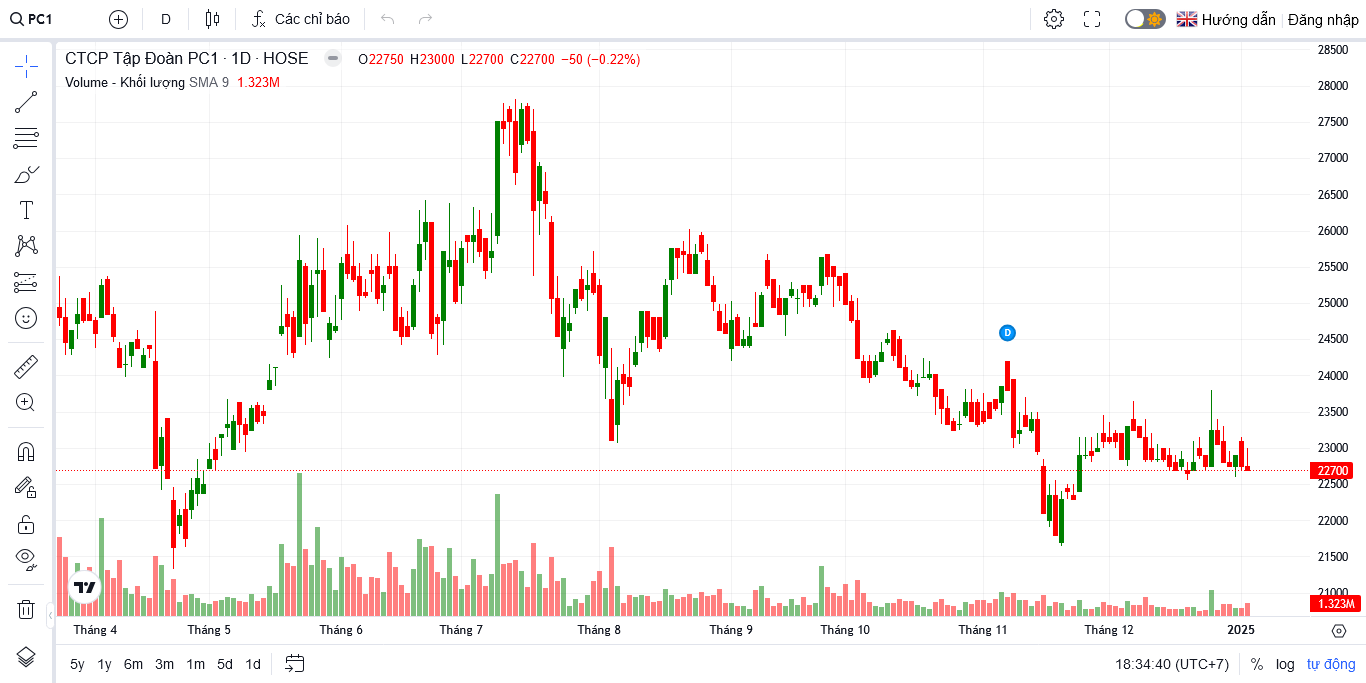 PC1 D Các chỉ báo Hướng dẫn Đăng nhập
CTCP Tập Đoàn PC1 · 1D · HOSE O22750 H23000 L22700 C22700 −50 (−0.22%)
Volume - Khối lượng SMA 9 1.323M
28500
28000
27500
27000
26500
26000
25500
25000
24500
D
24000
23500
23000
22700
22500
22000
21500
21000
1.323M
Tháng 4 Tháng 5 Tháng 6 Tháng 7 Tháng 8 Tháng 9 Tháng 10 Tháng 11 Tháng 12 2025
5y 1y 6m 3m 1m 5d 1d 18:34:40 (UTC+7) % log tự động